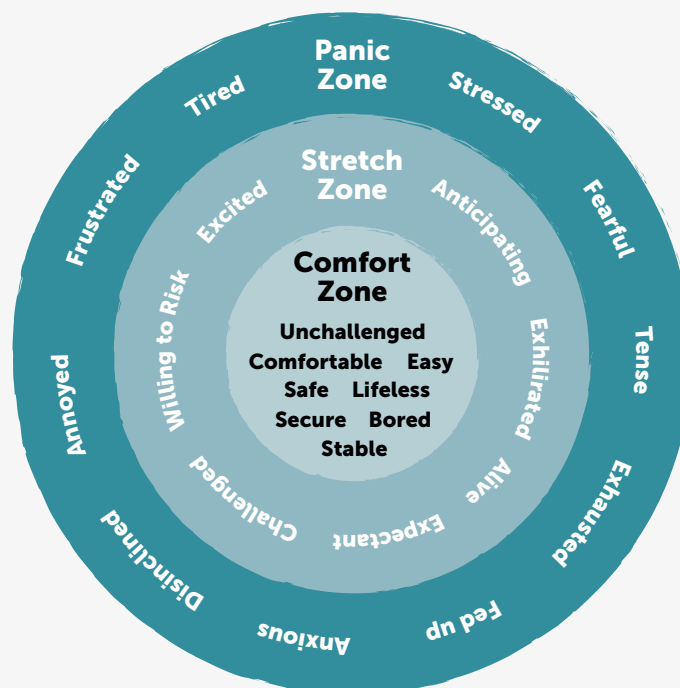 Panic
Zone
Stressed
Fearful
Tense
Exhausted
Fed up
Anxious
Disinclined
Annoyed
Frustrated
Tired
Stretch
Zone
Anticipating
Exhilirated
Alive
Expectant
Challenged
Willing to Risk
Excited
Comfort
Zone
Unchallenged
Comfortable Easy
Safe Lifeless
Secure Bored
Stable